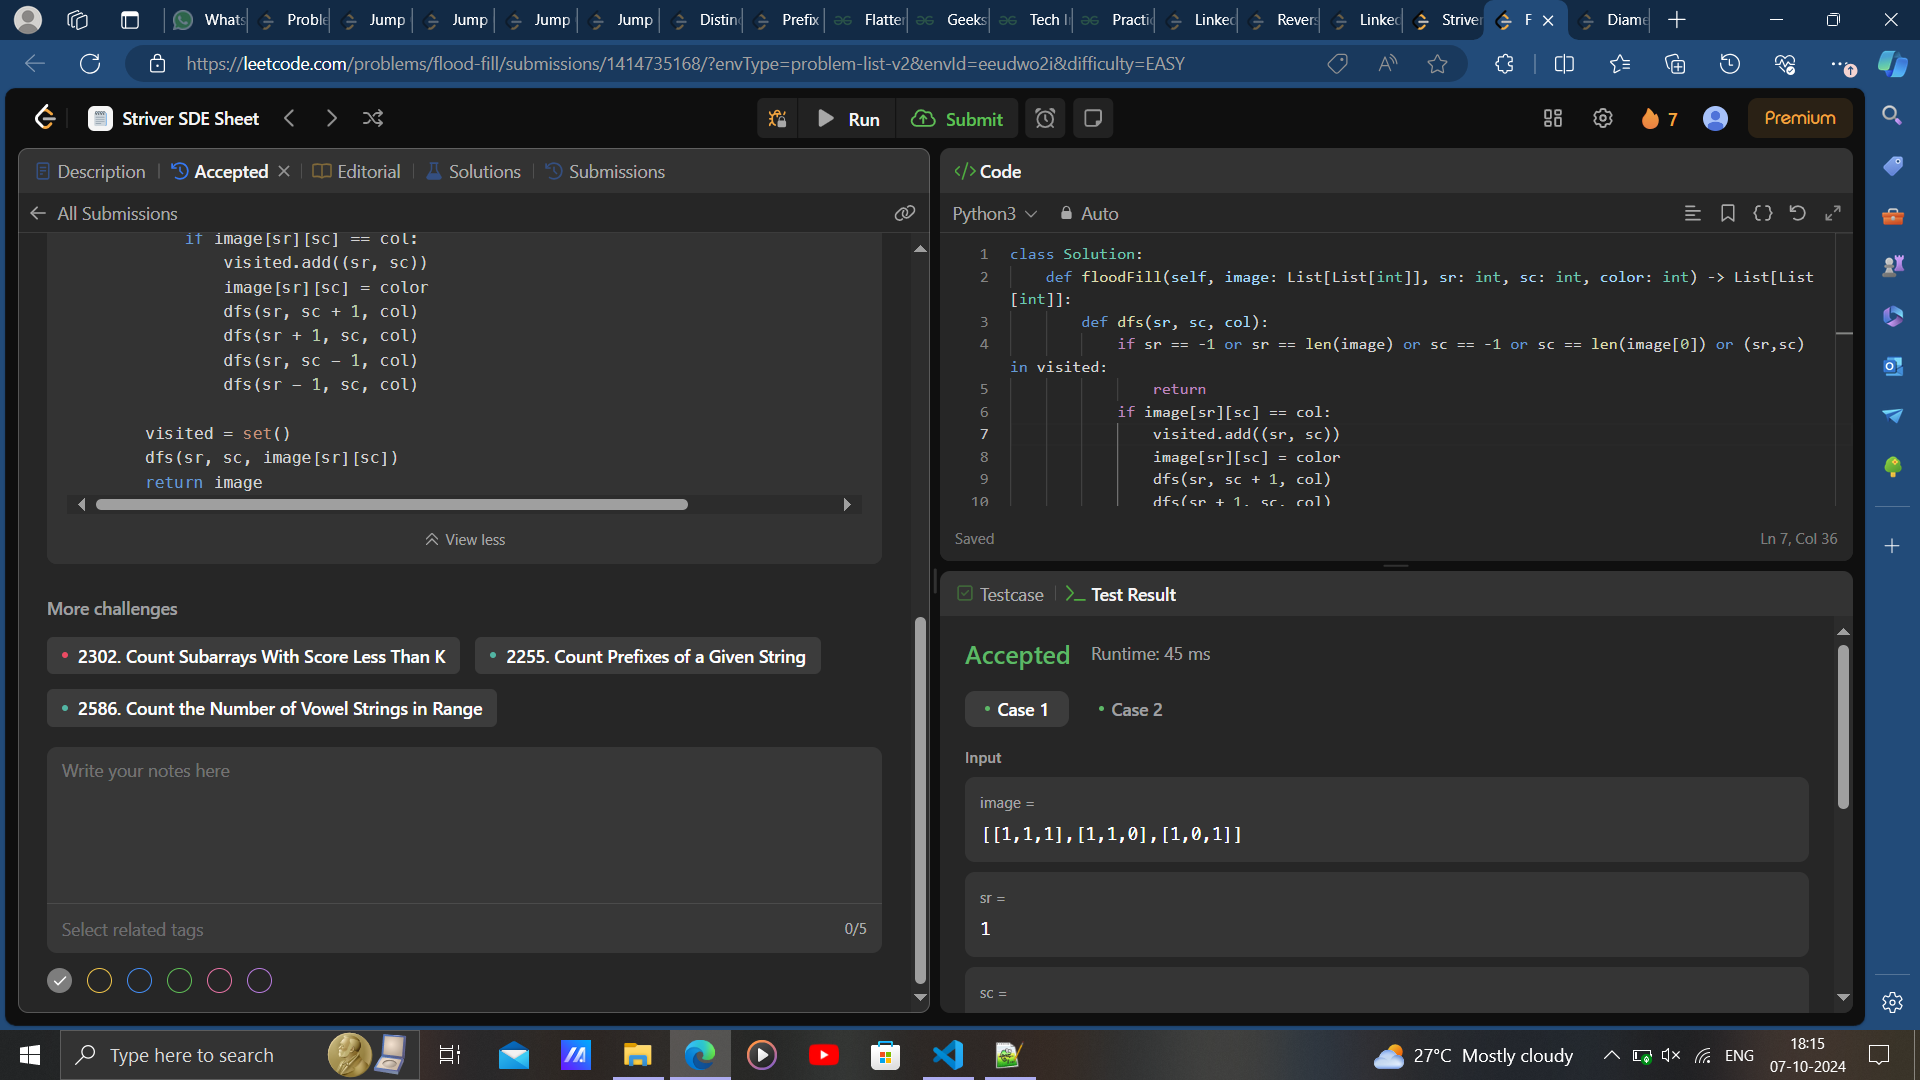 Whats
Proble
Jump
Jump
Jump
Jump
Distinc
Prefix
Flatter
Geeks
Tech I
Practic
Linked
Revers
Linked
Striver
F
Diame
https://leetcode.com/problems/flood-fill/submissions/1414735168/?envType=problem-list-v2&envId=eeudwo2i&difficulty=EASY
Striver SDE Sheet
Run
Submit
7
Premium
Description
Accepted
Editorial
Solutions
Submissions
All Submissions
if image[sr][sc] == col:
visited.add((sr, sc))
image[sr][sc] = color
dfs(sr, sc + 1, col)
dfs(sr + 1, sc, col)
dfs(sr, sc - 1, col)
dfs(sr - 1, sc, col)
visited = set()
dfs(sr, sc, image[sr][sc])
return image
View less
More challenges
2302. Count Subarrays With Score Less Than K
2255. Count Prefixes of a Given String
2586. Count the Number of Vowel Strings in Range
Write your notes here
Select related tags
0/5
</> Code
Python3
Auto
1 class Solution:
2 def floodFill(self, image: List[List[int]], sr: int, sc: int, color: int) -> List[List
[int]]:
3 def dfs(sr, sc, col):
4 if sr == -1 or sr == len(image) or sc == -1 or sc == len(image[0]) or (sr,sc)
in visited:
5 return
6 if image[sr][sc] == col:
7 visited.add((sr, sc))
8 image[sr][sc] = color
9 dfs(sr, sc + 1, col)
10 dfs(sr + 1, sc, col)
Saved
Ln 7, Col 36
Testcase
Test Result
Accepted
Runtime: 45 ms
Case 1
Case 2
Input
image =
[[1,1,1],[1,1,0],[1,0,1]]
sr =
1
sc =
Type here to search
27°C Mostly cloudy
ENG
18:15
07-10-2024